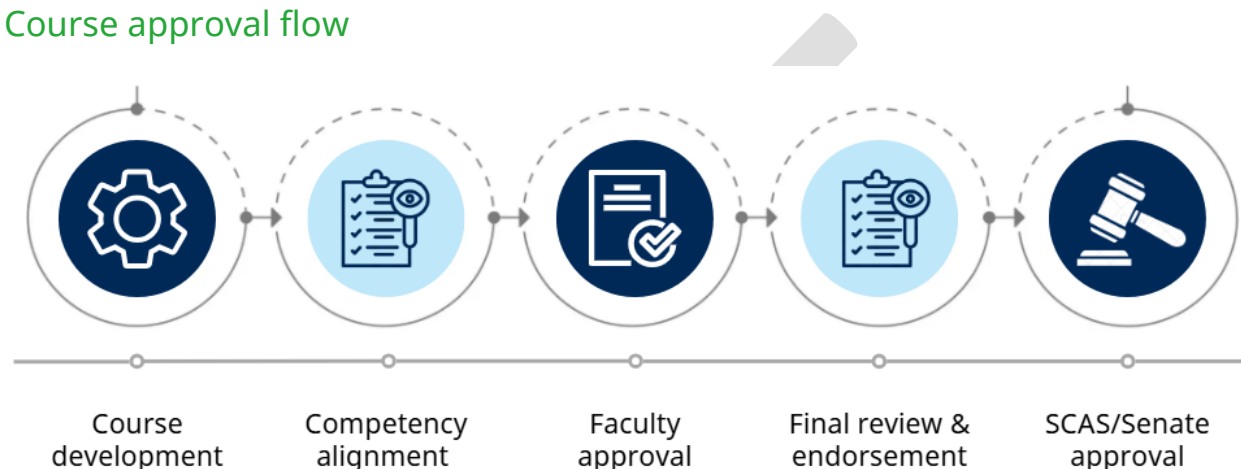 Course approval flow
Course
development
Competency
alignment
Faculty
approval
Final review &
endorsement
SCAS/Senate
approval